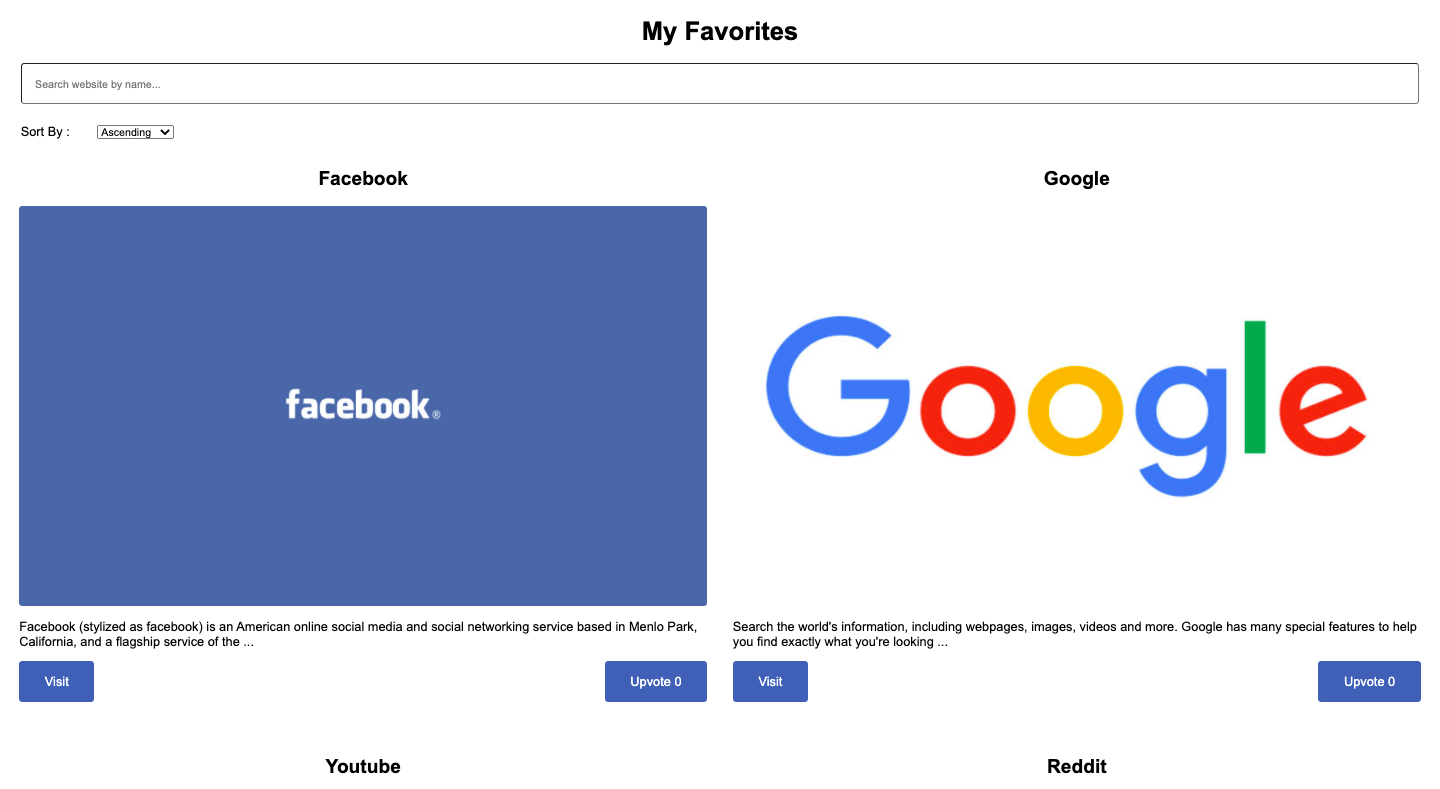 My Favorites
Search website by name...
Sort By :
Ascending
Facebook
facebook®
Facebook (stylized as facebook) is an American online social media and social networking service based in Menlo Park,
California, and a flagship service of the ...
Visit
Upvote 0
Google
Google
Search the world's information, including webpages, images, videos and more. Google has many special features to help
you find exactly what you're looking ...
Visit
Upvote 0
Youtube
Reddit